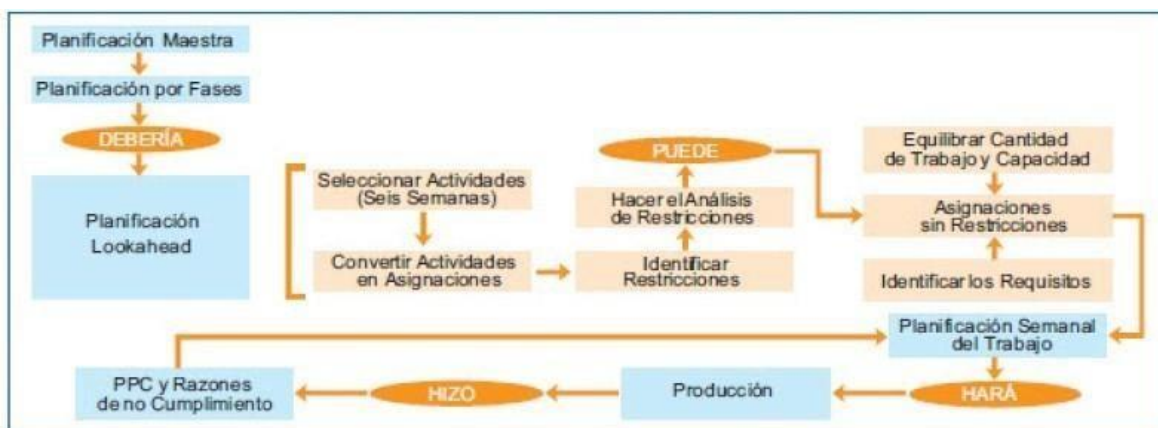 Planificación Maestra
Planificación por Fases
DEBERÍA
Planificación
Lookahead
Seleccionar Actividades
(Seis Semanas)
Convertir Actividades
en Asignaciones
Identificar
Restricciones
Hacer el Análisis
de Restricciones
PUEDE
Equilibrar Cantidad
de Trabajo y Capacidad
Asignaciones
sin Restricciones
Identificar los Requisitos
Planificación Semanal
del Trabajo
HARÁ
Producción
HIZO
PPC y Razones
de no Cumplimiento